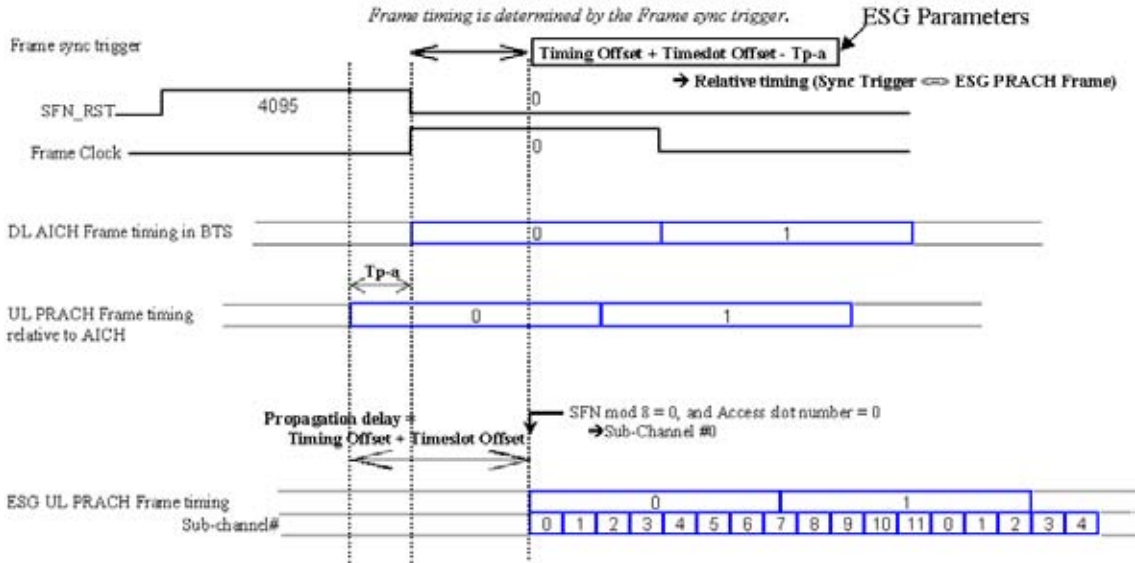 Frame timing is determined by the Frame sync trigger.
ESG Parameters
Frame sync trigger
Timing Offset + Timeslot Offset - Tp-a
→ Relative timing (Sync Trigger <=> ESG PRACH Frame)
SFN_RST
4095
0
Frame Clock
0
DL AICH Frame timing in BTS
0
1
Tp-a
UL PRACH Frame timing
relative to AICH
0
1
SFN mod 8 = 0, and Access slot number = 0
→Sub-Channel #0
Propagation delay =
Timing Offset + Timeslot Offset
ESG UL PRACH Frame timing
0
1
Sub-channel#
0 1 2 3 4 5 6 7 8 9 10 11 0 1 2 3 4